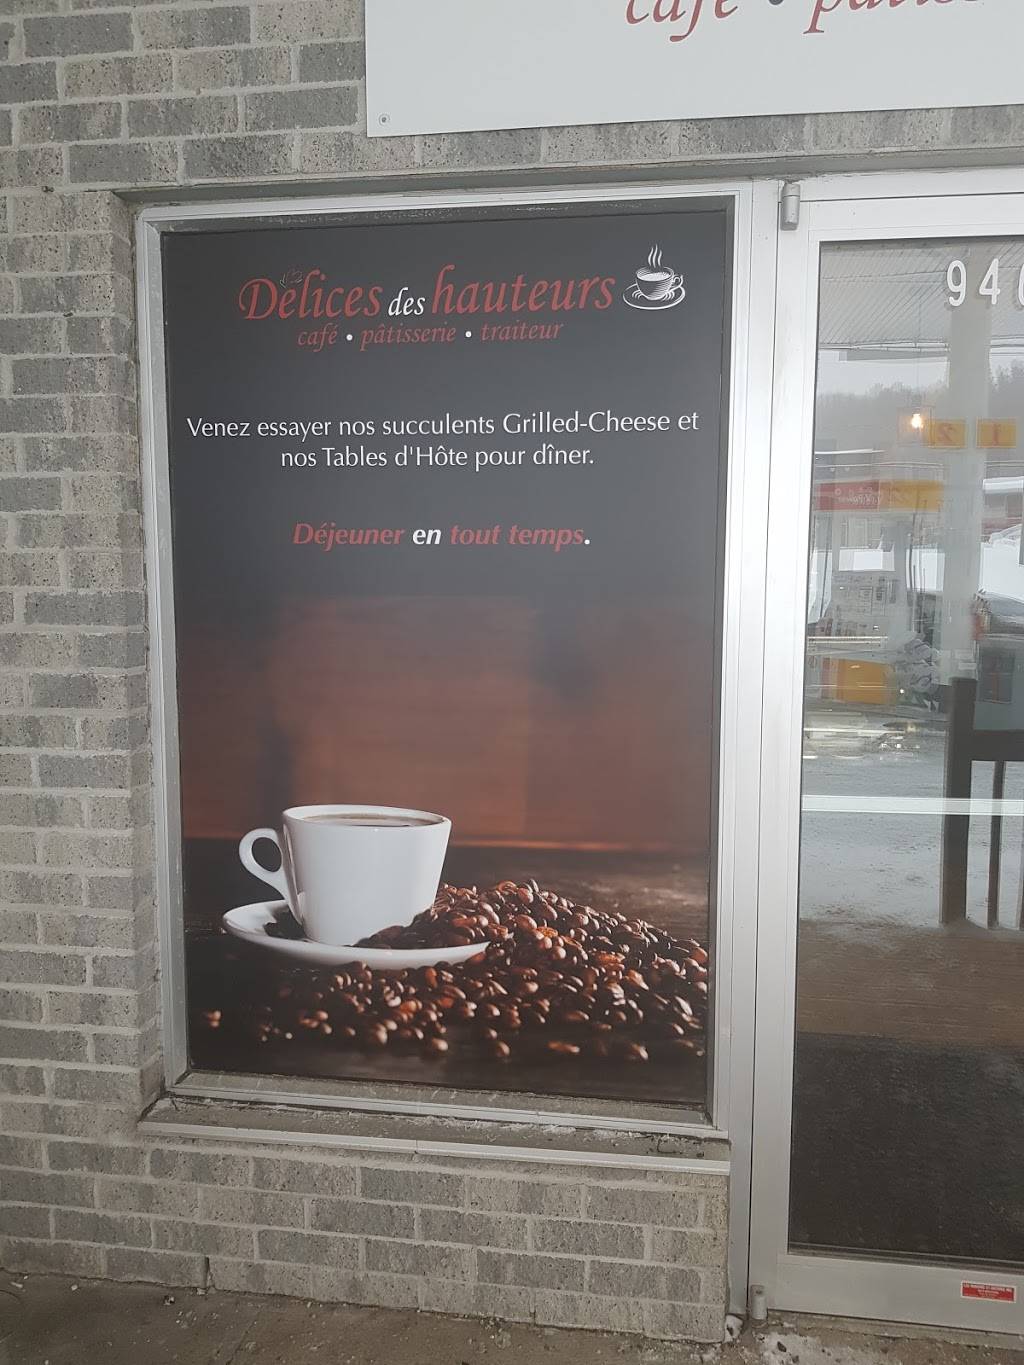 café •
Délices des hauteurs
café • pâtisserie • traiteur
Venez essayer nos succulents Grilled-Cheese et
nos Tables d'Hôte pour dîner.
Déjeuner en tout temps.